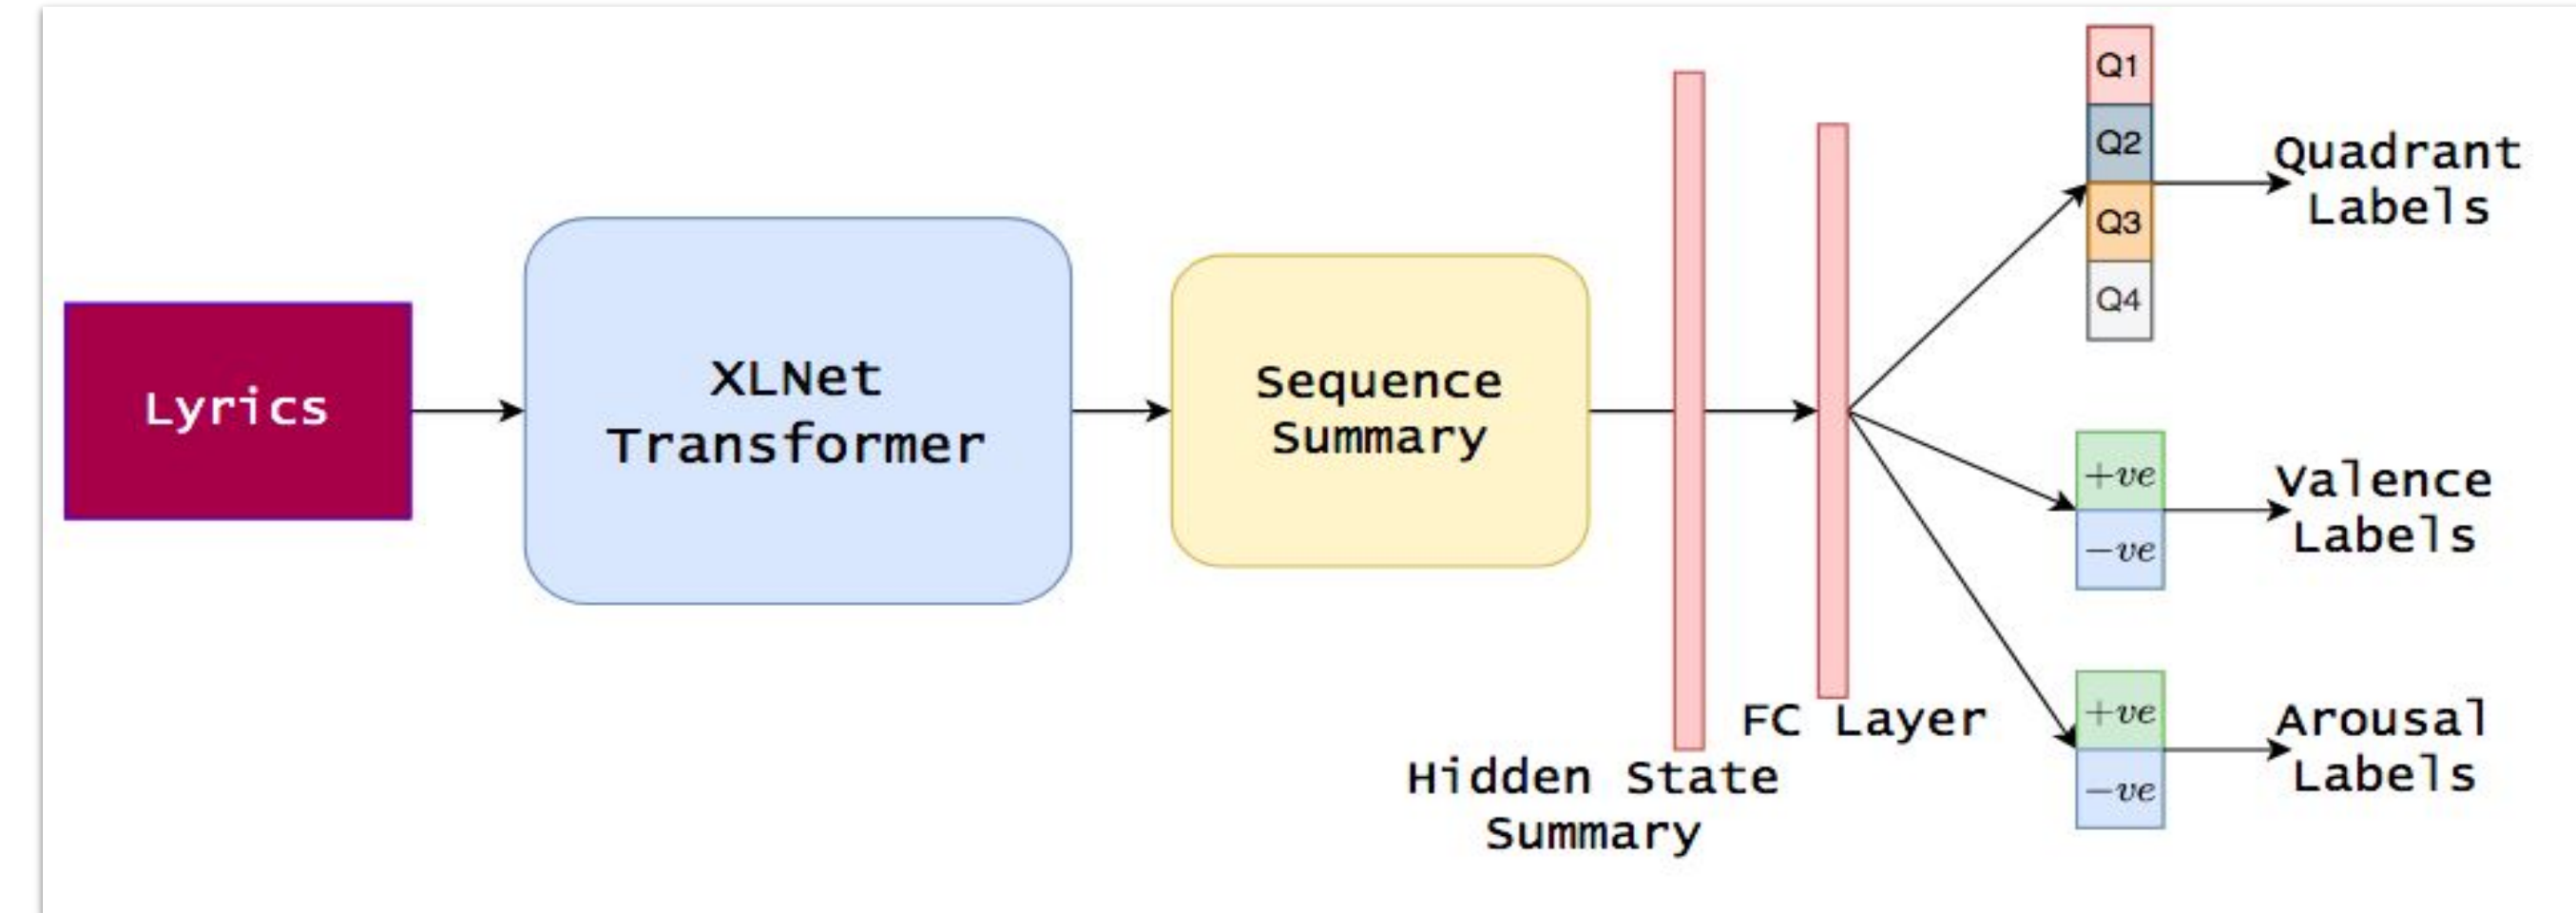 Lyrics
XLNet
Transformer
Sequence
Summary
Hidden State
Summary
FC Layer
Q1
Q2
Q3
Q4
Quadrant
Labels
+ve
-ve
Valence
Labels
+ve
-ve
Arousal
Labels